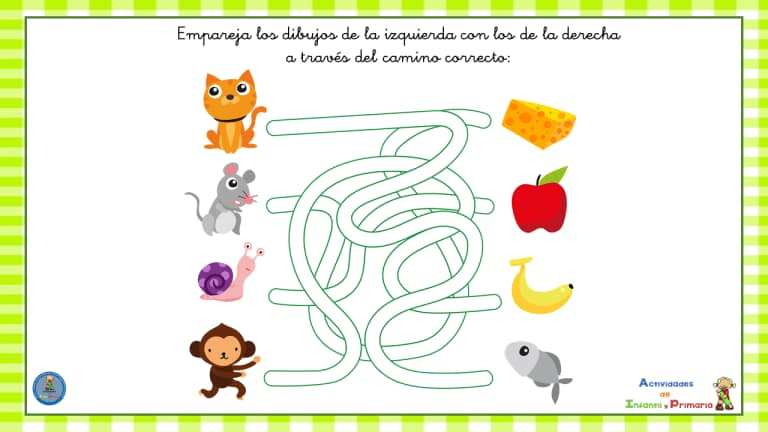 Empareja los dibujos de la izquierda con los de la derecha
a través del camino correcto:
Actividades
de
Infantil y Primaria